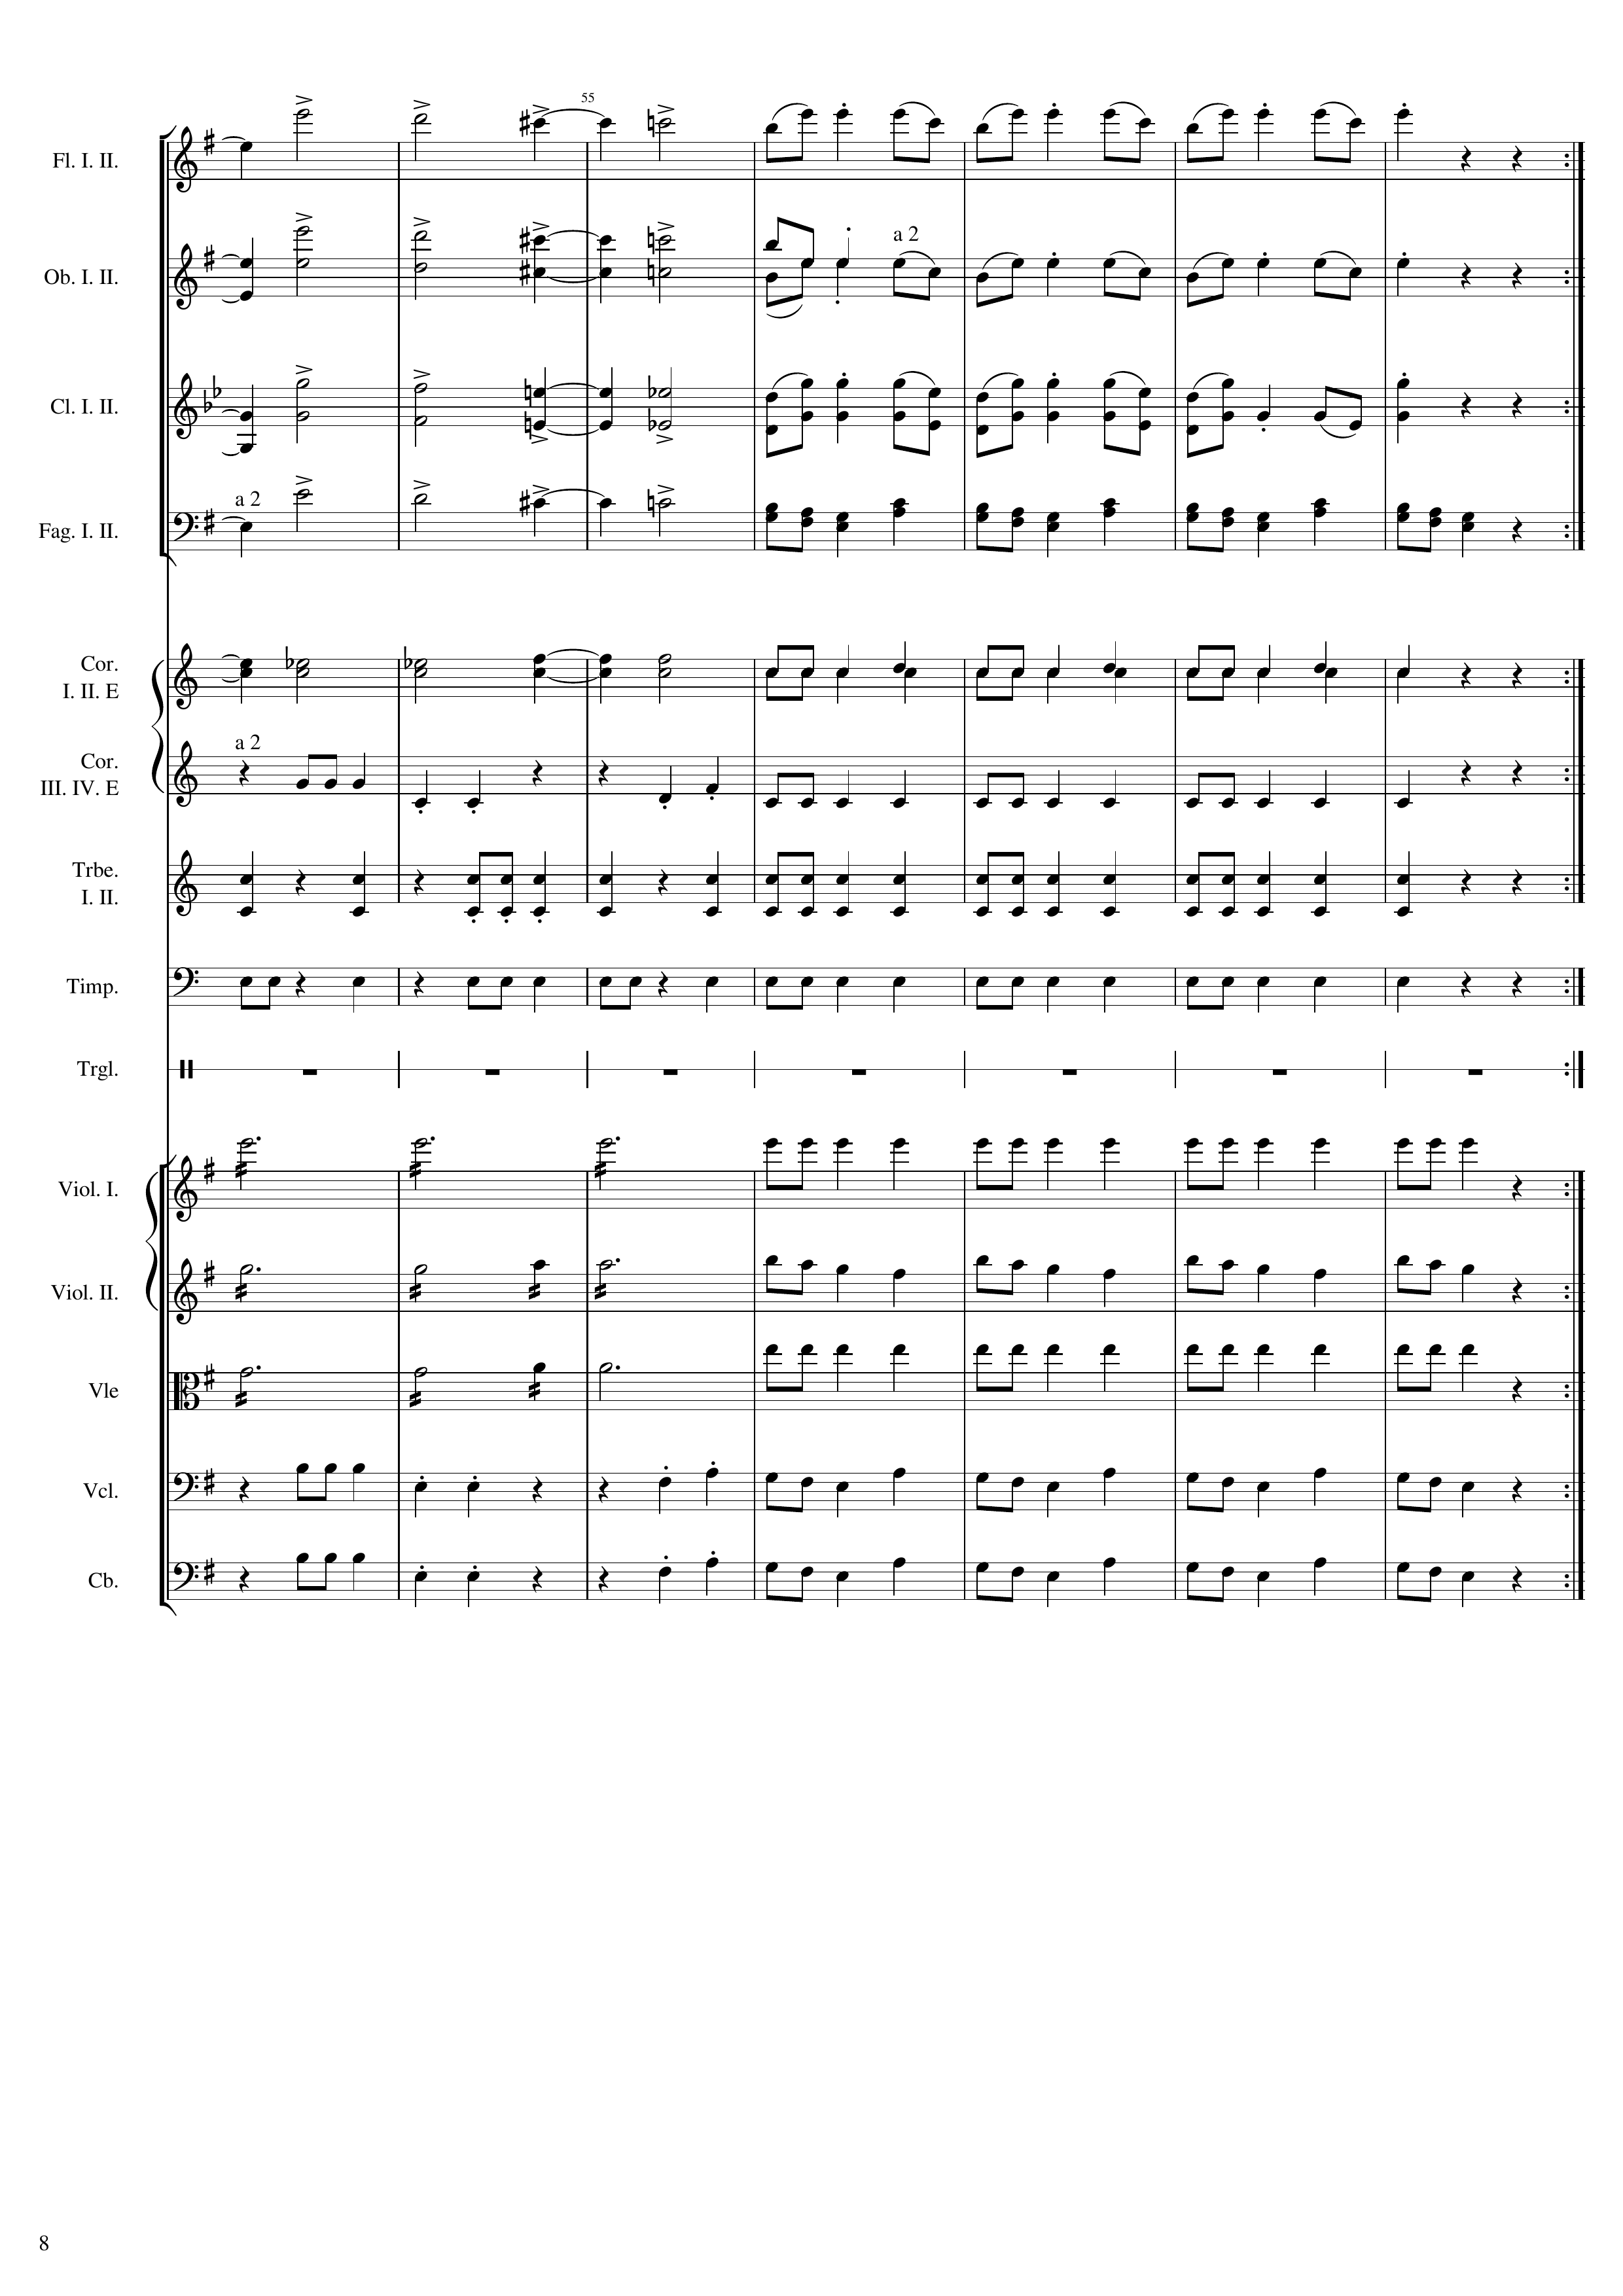 55
Fl. I. II.
a 2
Ob. I. II.
Cl. I. II.
a 2
Fag. I. II.
Cor.
I. II. E
a 2
Cor.
III. IV. E
Trbe.
I. II.
Timp.
Trgl.
Viol. I.
Viol. II.
Vle
Vcl.
Cb.
8